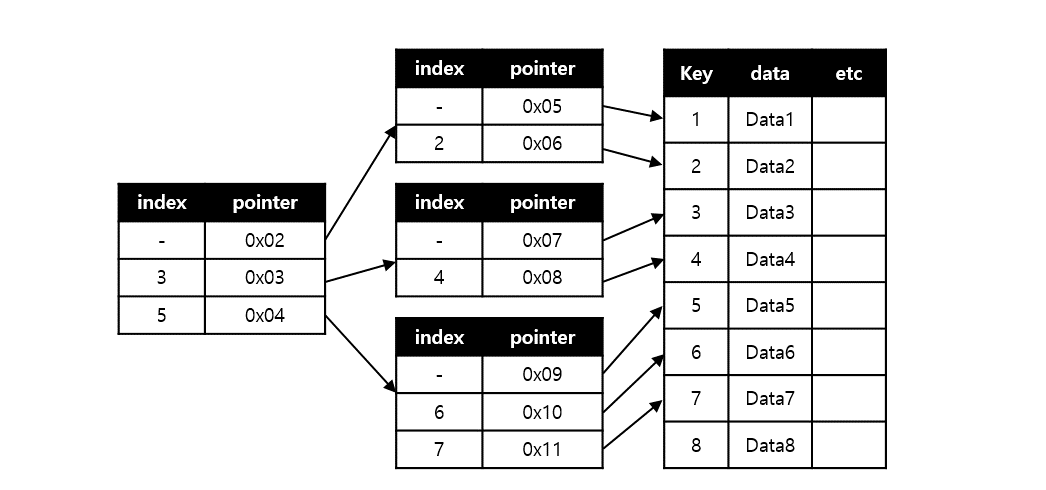 index pointer
- 0x02
3 0x03
5 0x04
index pointer
- 0x05
2 0x06
index pointer
- 0x07
4 0x08
index pointer
- 0x09
6 0x10
7 0x11
Key data etc
1 Data1
2 Data2
3 Data3
4 Data4
5 Data5
6 Data6
7 Data7
8 Data8